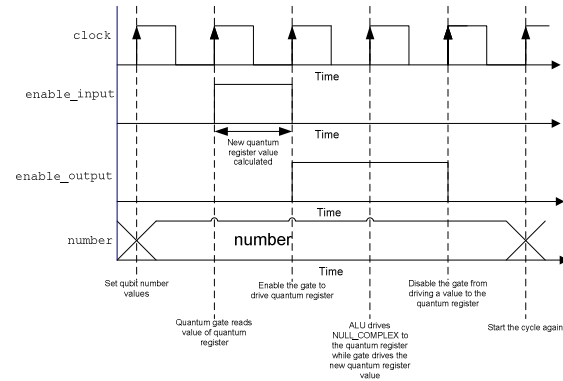 clock
Time
enable_input
Time
New quantum
register value
calculated
enable_output
Time
number
number
Time
Set qubit number
values
Quantum gate reads
value of quantum
register
Enable the gate to
drive quantum register
ALU drives
NULL_COMPLEX to
the quantum register
while gate drives the
new quantum register
value
Disable the gate from
driving a value to the
quantum register
Start the cycle again